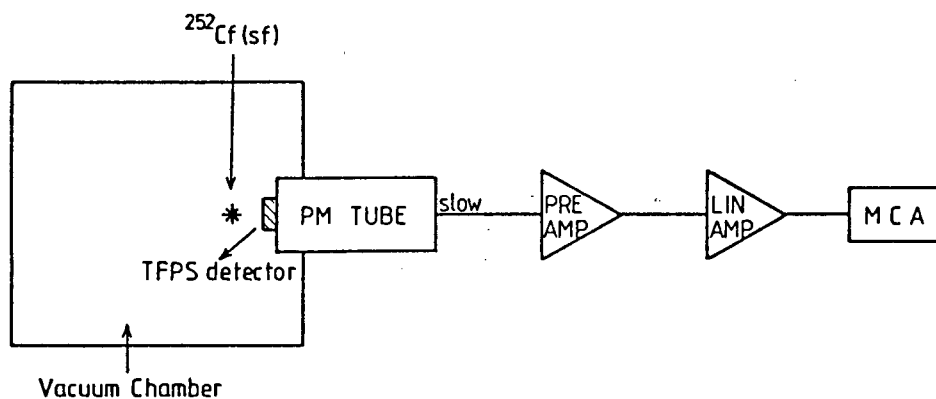 252Cf(sf)
PM TUBE
slow
PRE
AMP
LIN
AMP
MCA
TFPS detector
Vacuum Chamber